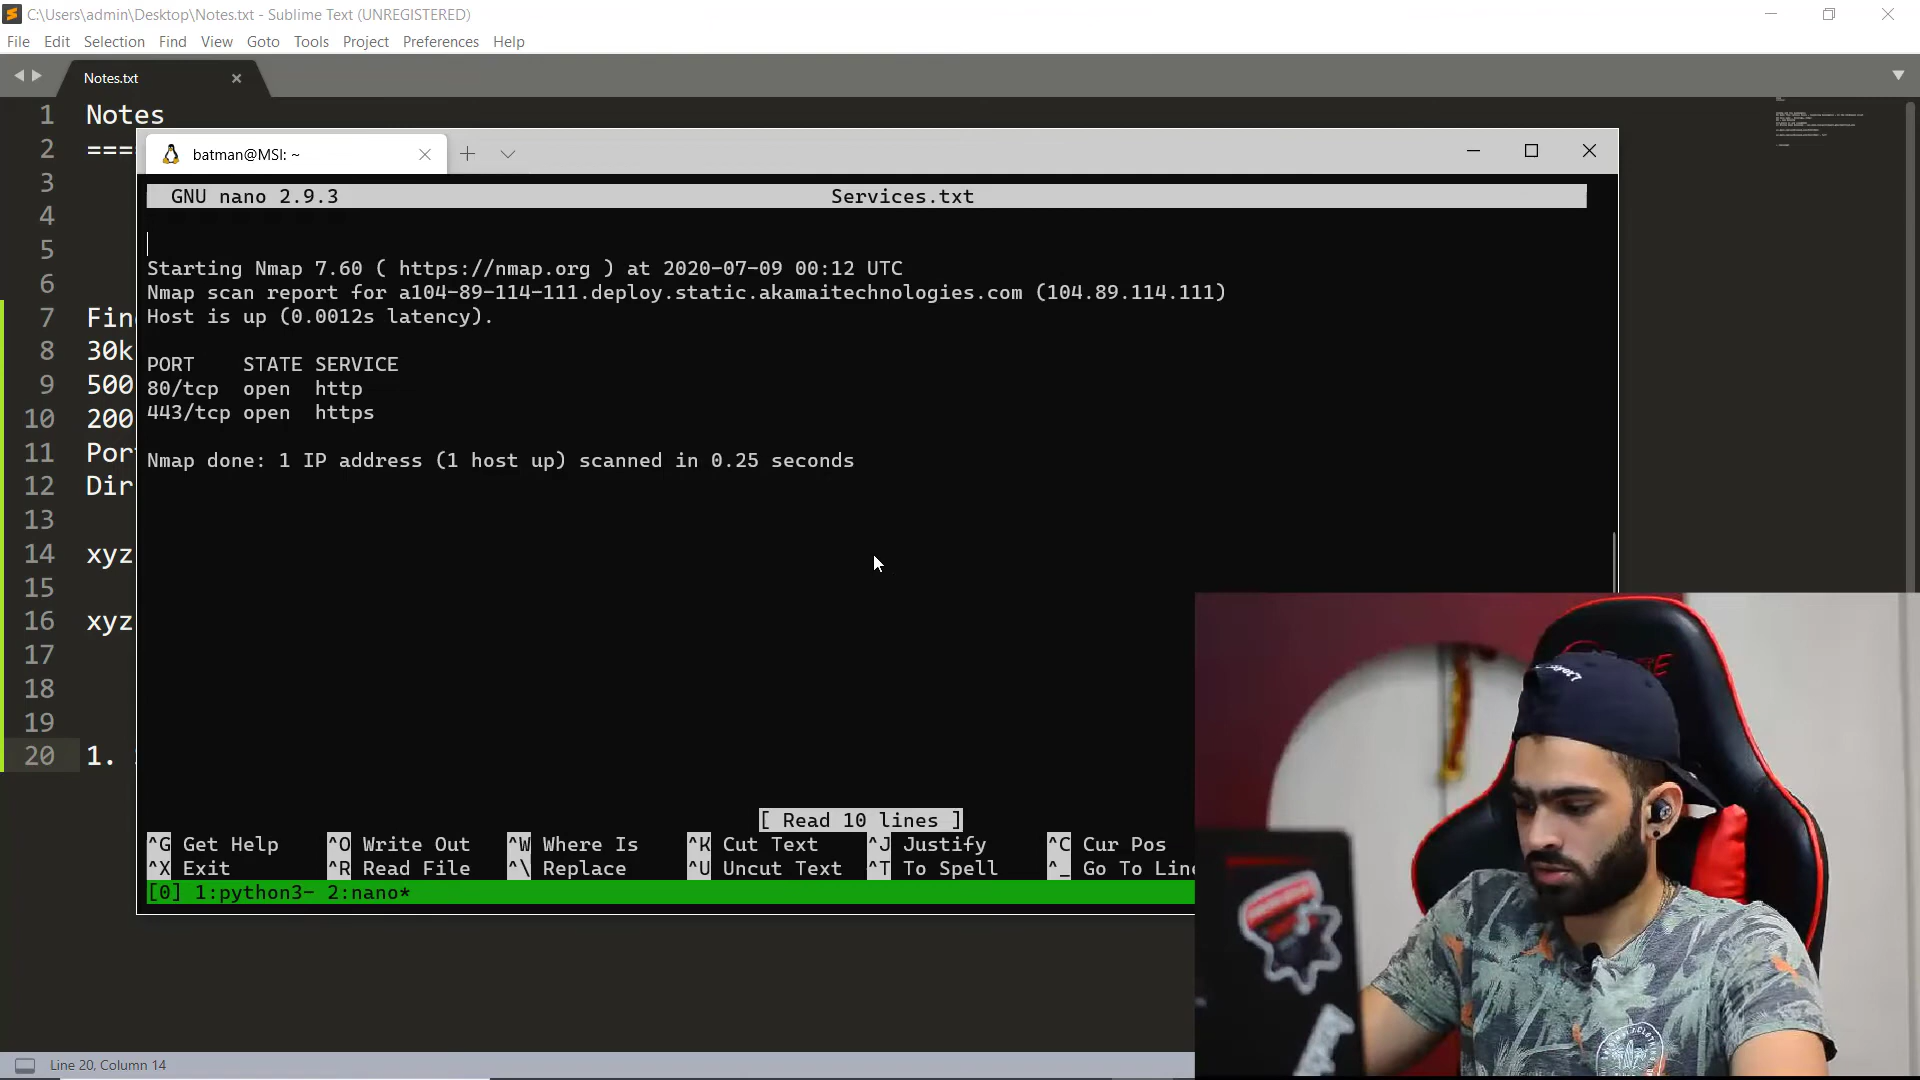 C:\Users\admin\Desktop\Notes.txt - Sublime Text (UNREGISTERED)
File Edit Selection Find View Goto Tools Project Preferences Help
Notes.txt
1 Notes
2 ====
3
4
5
6
7 Fin
8 30k
9 500
10 200
11 Por
12 Dir
13
14 xyz
15
16 xyz
17
18
19
20 1.
batman@MSI: ~
GNU nano 2.9.3 Services.txt
Starting Nmap 7.60 ( https://nmap.org ) at 2020-07-09 00:12 UTC
Nmap scan report for a104-89-114-111.deploy.static.akamaitechnologies.com (104.89.114.111)
Host is up (0.0012s latency).
PORT STATE SERVICE
80/tcp open http
443/tcp open https
Nmap done: 1 IP address (1 host up) scanned in 0.25 seconds
[ Read 10 lines ]
^G Get Help ^O Write Out ^W Where Is ^K Cut Text ^J Justify ^C Cur Pos
^X Exit ^R Read File ^\ Replace ^U Uncut Text ^T To Spell ^_ Go To Lin
[0] 1:python3- 2:nano*
Line 20, Column 14